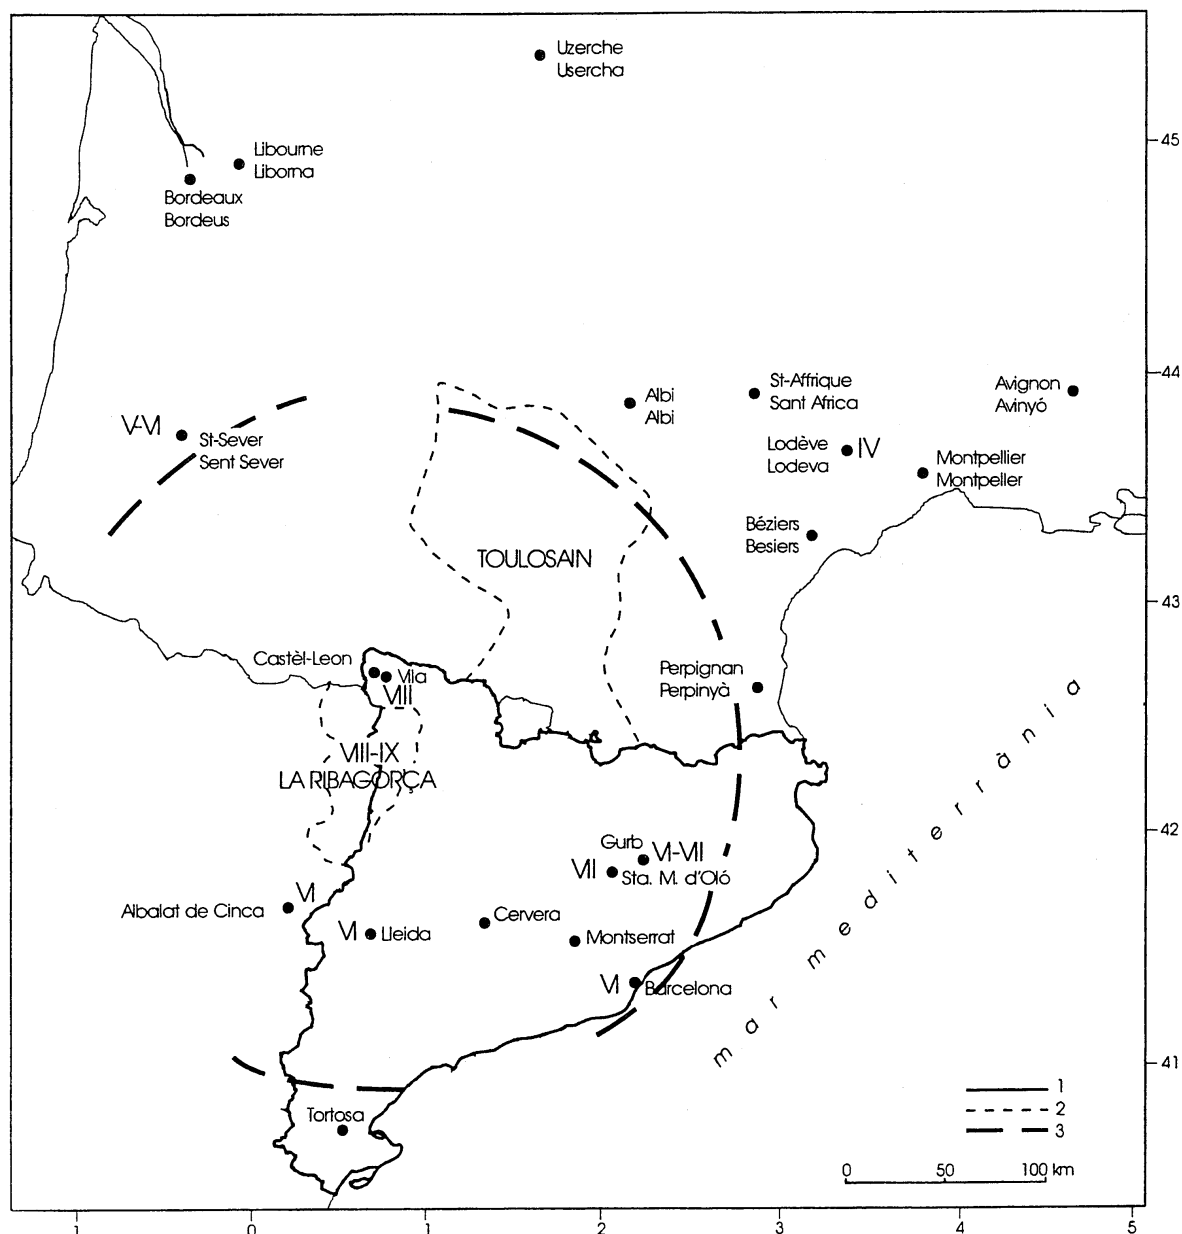 Uzerche
Usercha
45
Libourne
Liborna
Bordeaux
Bordeus
44
St-Affrique
Sant Africa
Avignon
Avinyó
Albi
Albi
V-VI
St-Sever
Sent Sever
Lodève
Lodeva
IV
Montpellier
Montpeller
Béziers
Besiers
TOULOSAIN
43
Castèl-Leon
Vila
VIII
Perpignan
Perpinyà
VIII-IX
LA RIBAGORÇA
mar mediterrània
42
Gurb
VI-VII
VII
Sta. M. d'Oló
VI
Albalat de Cinca
Cervera
VI
Lleida
Montserrat
VI
Barcelona
41
1
2
3
Tortosa
0 50 100 km
1 0 1 2 3 4 5